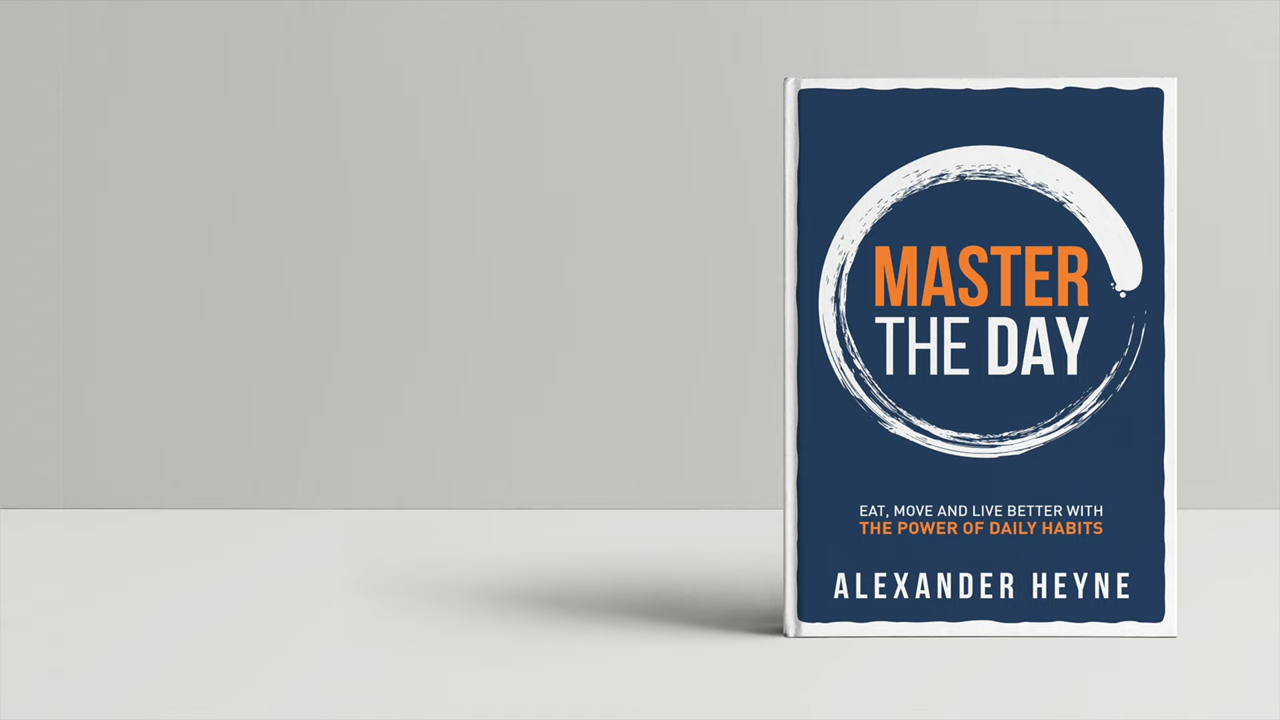 MASTER
THE DAY
EAT, MOVE AND LIVE BETTER WITH
THE POWER OF DAILY HABITS
ALEXANDER HEYNE